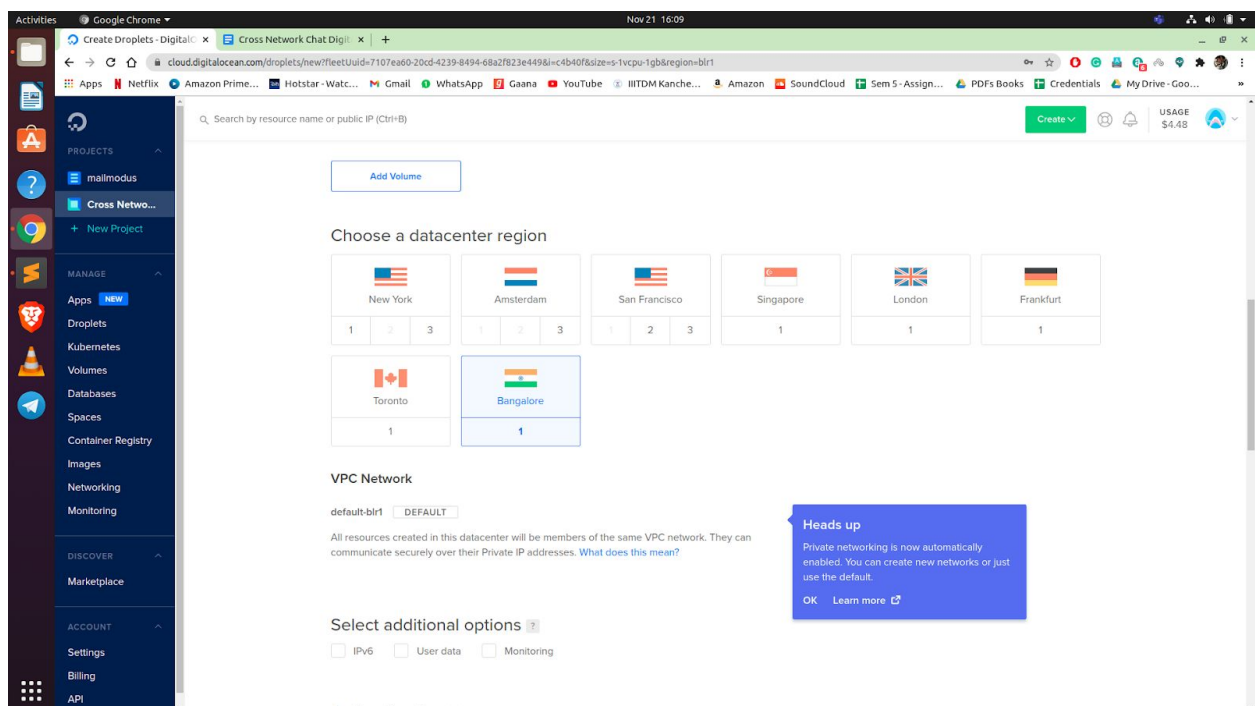 Activities Google Chrome Nov 21 16:09
Create Droplets - Digital Cross Network Chat Digit
cloud.digitalocean.com/droplets/new?fleetUuid=7107ea60-20cd-4239-8494-68a2f823e449&i=c4b40f&size=s-1vcpu-1gb&region=blr1
Apps Netflix Amazon Prime... Hotstar - Watc... Gmail WhatsApp Gaana YouTube IIITDM Kanche... Amazon SoundCloud Sem 5 - Assign... PDFs Books Credentials My Drive - Goo... »
Search by resource name or public IP (Ctrl+B)
Create
USAGE
$4.48
PROJECTS
mailmodus
Cross Netwo...
+ New Project
MANAGE
Apps NEW
Droplets
Kubernetes
Volumes
Databases
Spaces
Container Registry
Images
Networking
Monitoring
DISCOVER
Marketplace
ACCOUNT
Settings
Billing
API
Add Volume
Choose a datacenter region
New York Amsterdam San Francisco Singapore London Frankfurt
1 2 3 1 2 3 1 2 3 1 1 1
Toronto Bangalore
1 1
VPC Network
default-blr1 DEFAULT
All resources created in this datacenter will be members of the same VPC network. They can
communicate securely over their Private IP addresses. What does this mean?
Heads up
Private networking is now automatically
enabled. You can create new networks or just
use the default.
OK Learn more
Select additional options ?
IPv6 User data Monitoring